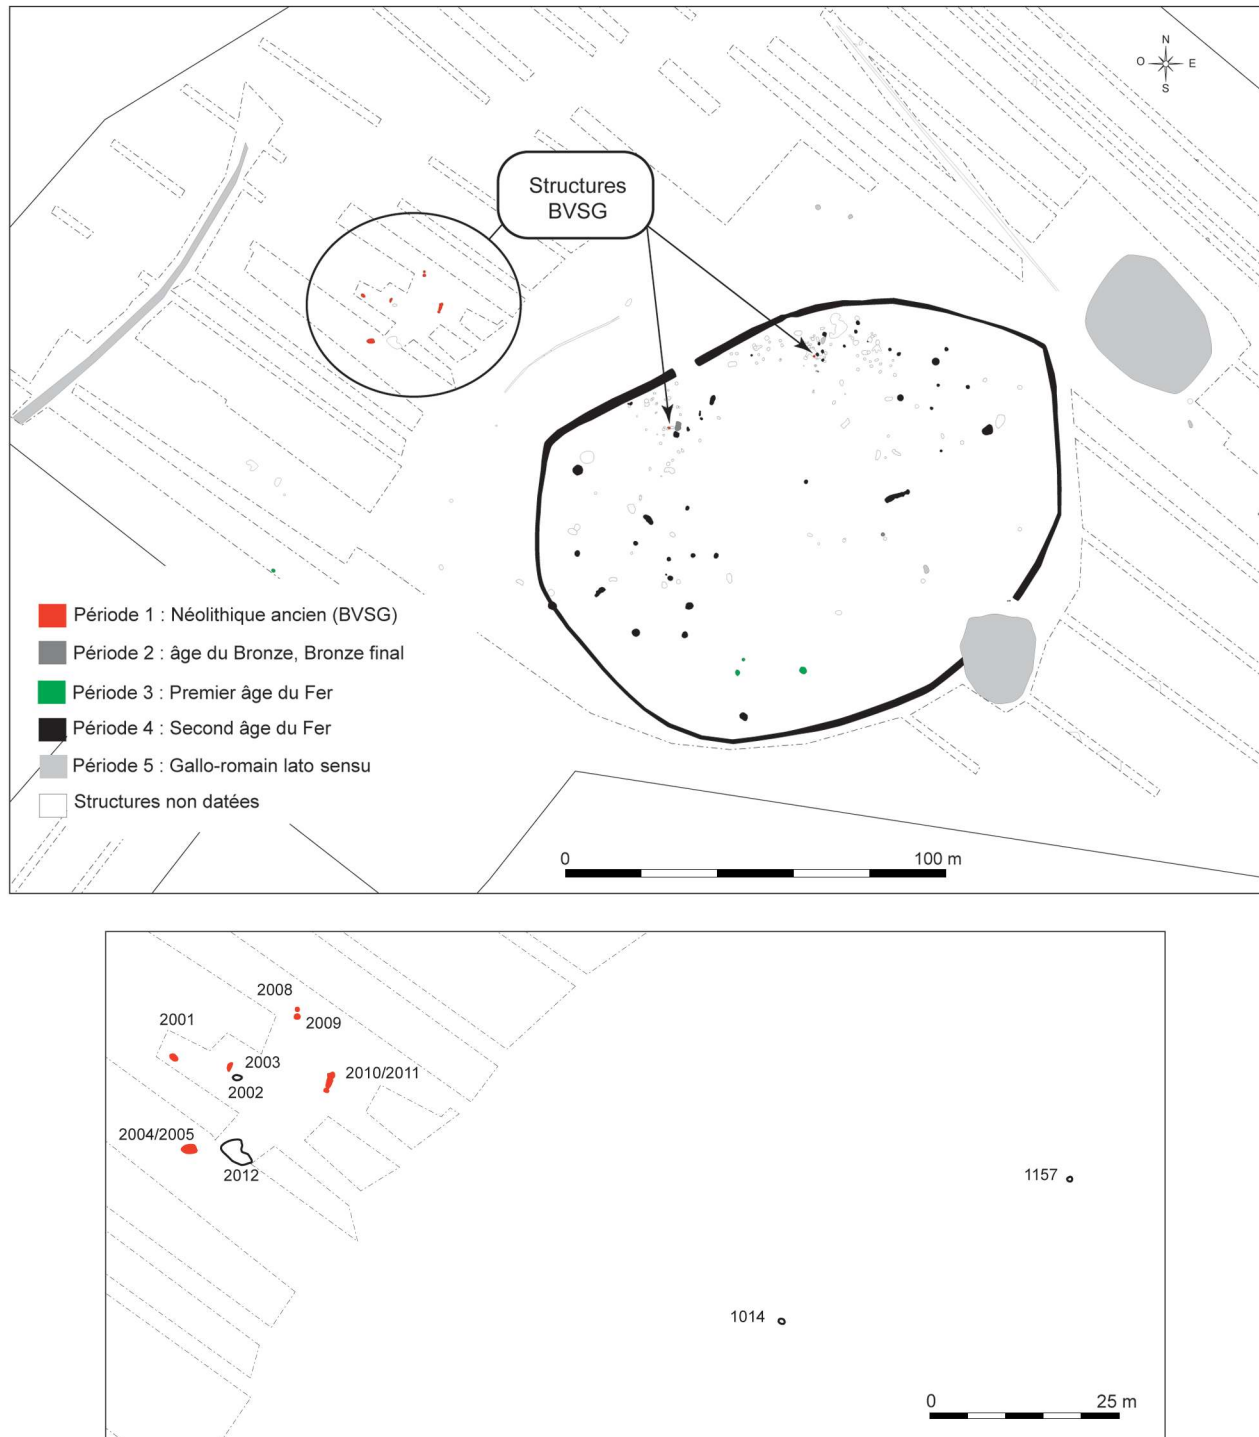 N
O
E
S
Structures
BVSG
Période 1 : Néolithique ancien (BVSG)
Période 2 : âge du Bronze, Bronze final
Période 3 : Premier âge du Fer
Période 4 : Second âge du Fer
Période 5 : Gallo-romain lato sensu
Structures non datées
0
100 m
2008
2009
2001
2003
2002
2010/2011
2004/2005
2012
1157
1014
0
25 m